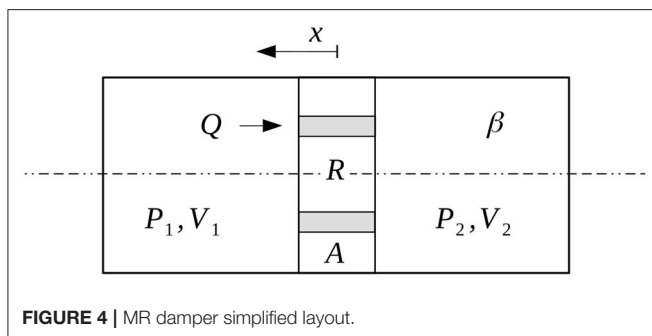 x
Q
β
R
P₁, V₁
P₂, V₂
A
FIGURE 4 | MR damper simplified layout.